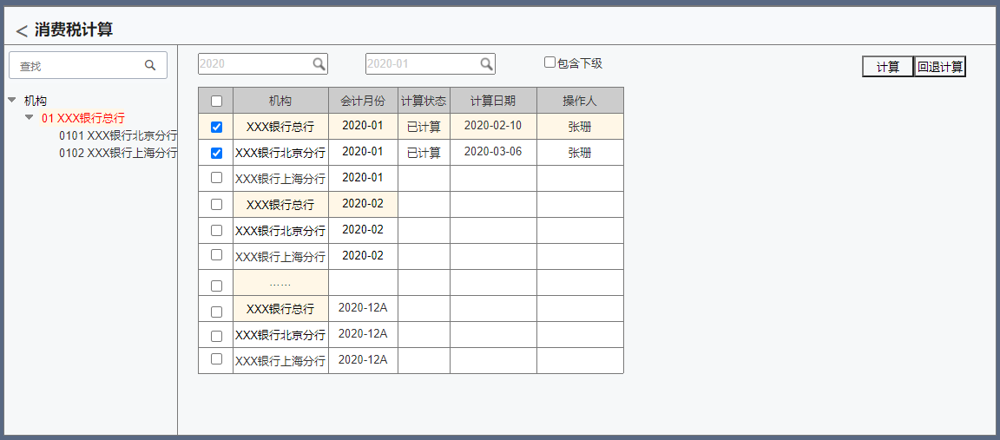 < 消费税计算
查找
机构
01 XXX银行总行
0101 XXX银行北京分行
0102 XXX银行上海分行
2020 2020-01 包含下级 计算 回退计算
机构 会计月份 计算状态 计算日期 操作人
XXX银行总行 2020-01 已计算 2020-02-10 张珊
XXX银行北京分行 2020-01 已计算 2020-03-06 张珊
XXX银行上海分行 2020-01
XXX银行总行 2020-02
XXX银行北京分行 2020-02
XXX银行上海分行 2020-02
……
XXX银行总行 2020-12A
XXX银行北京分行 2020-12A
XXX银行上海分行 2020-12A